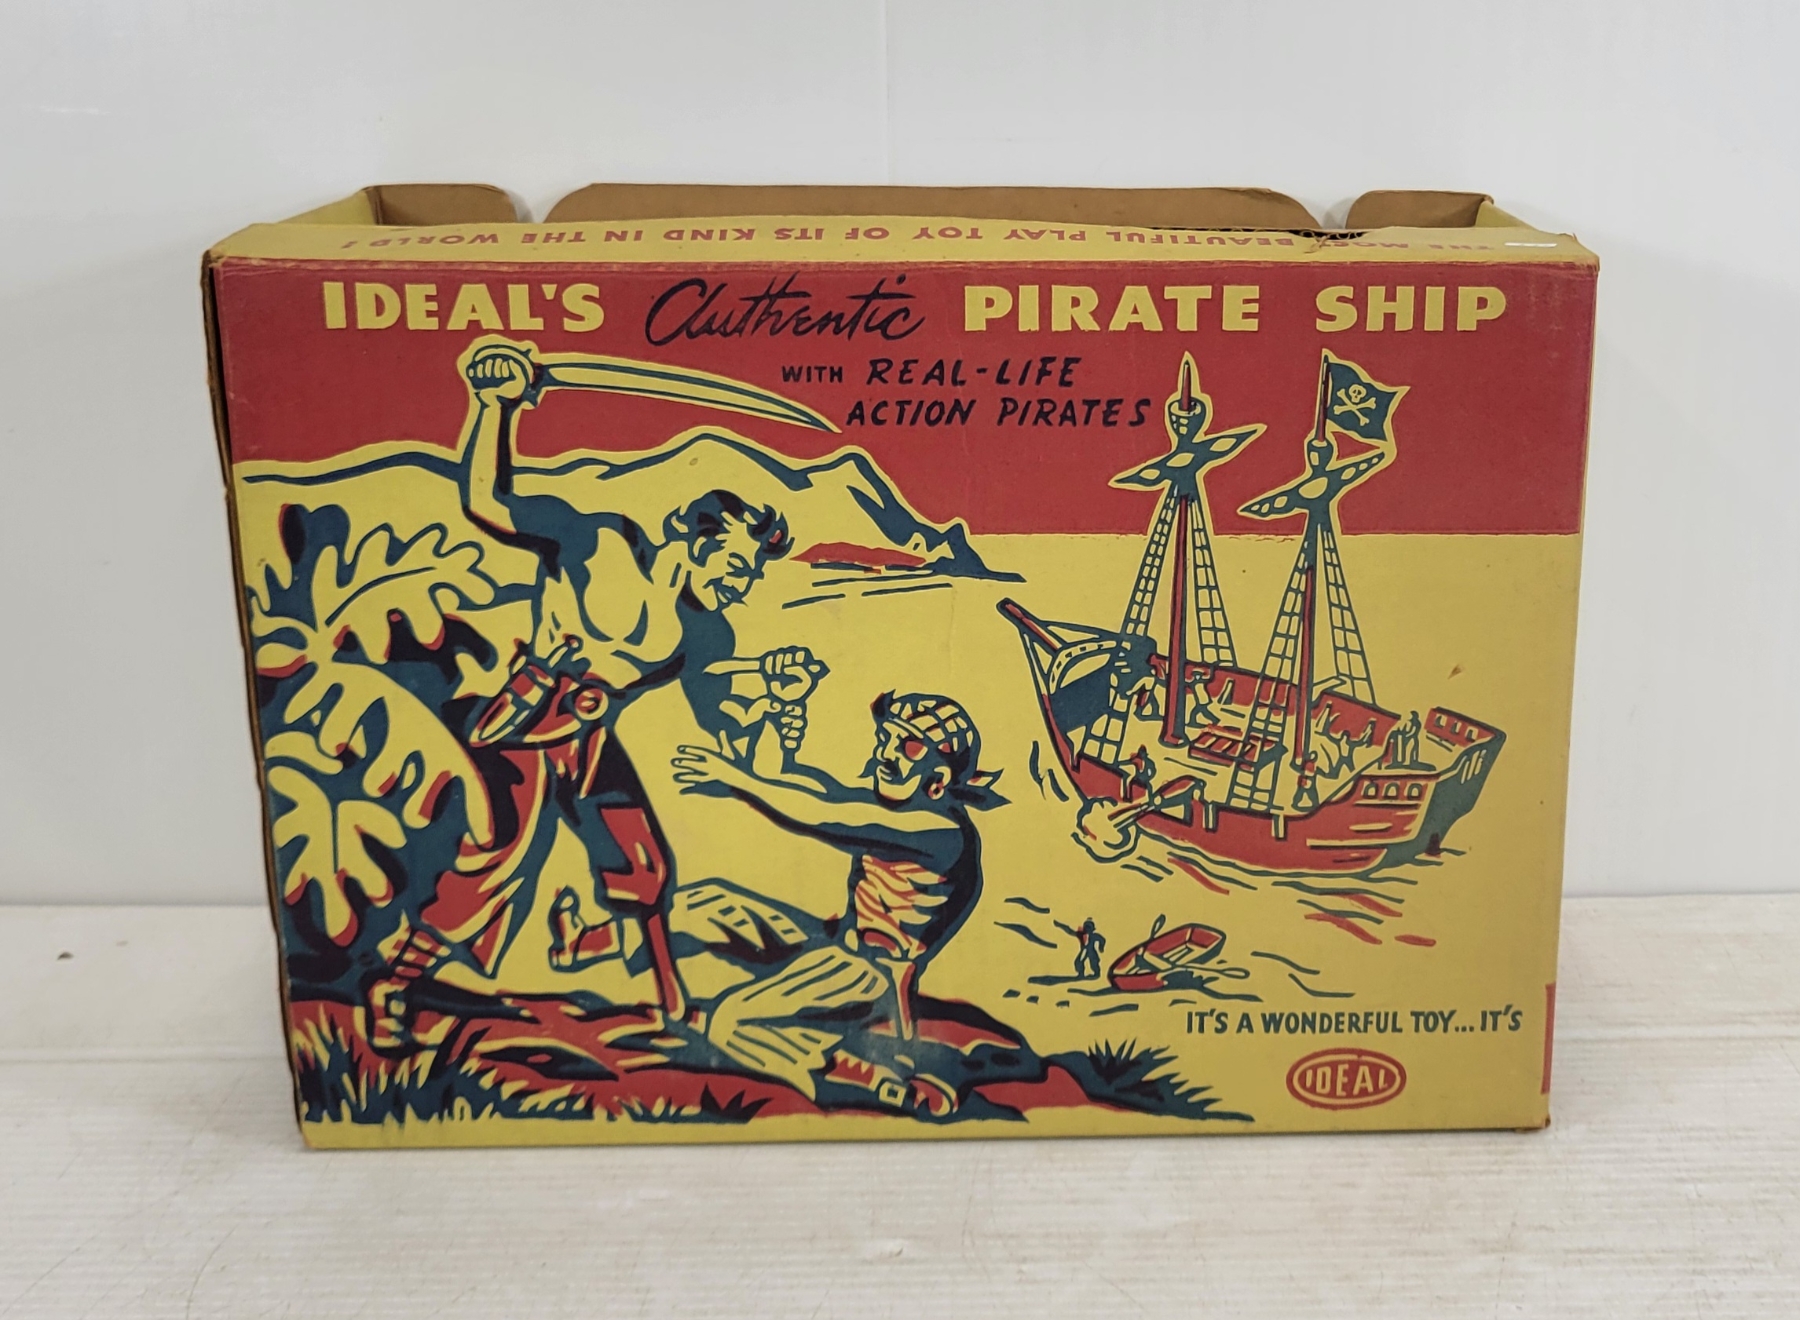 THE MOST BEAUTIFUL PLAY TOY OF ITS KIND IN THE WORLD!
IDEAL'S Authentic PIRATE SHIP
WITH REAL-LIFE
ACTION PIRATES
IT'S A WONDERFUL TOY... IT'S
IDEAL